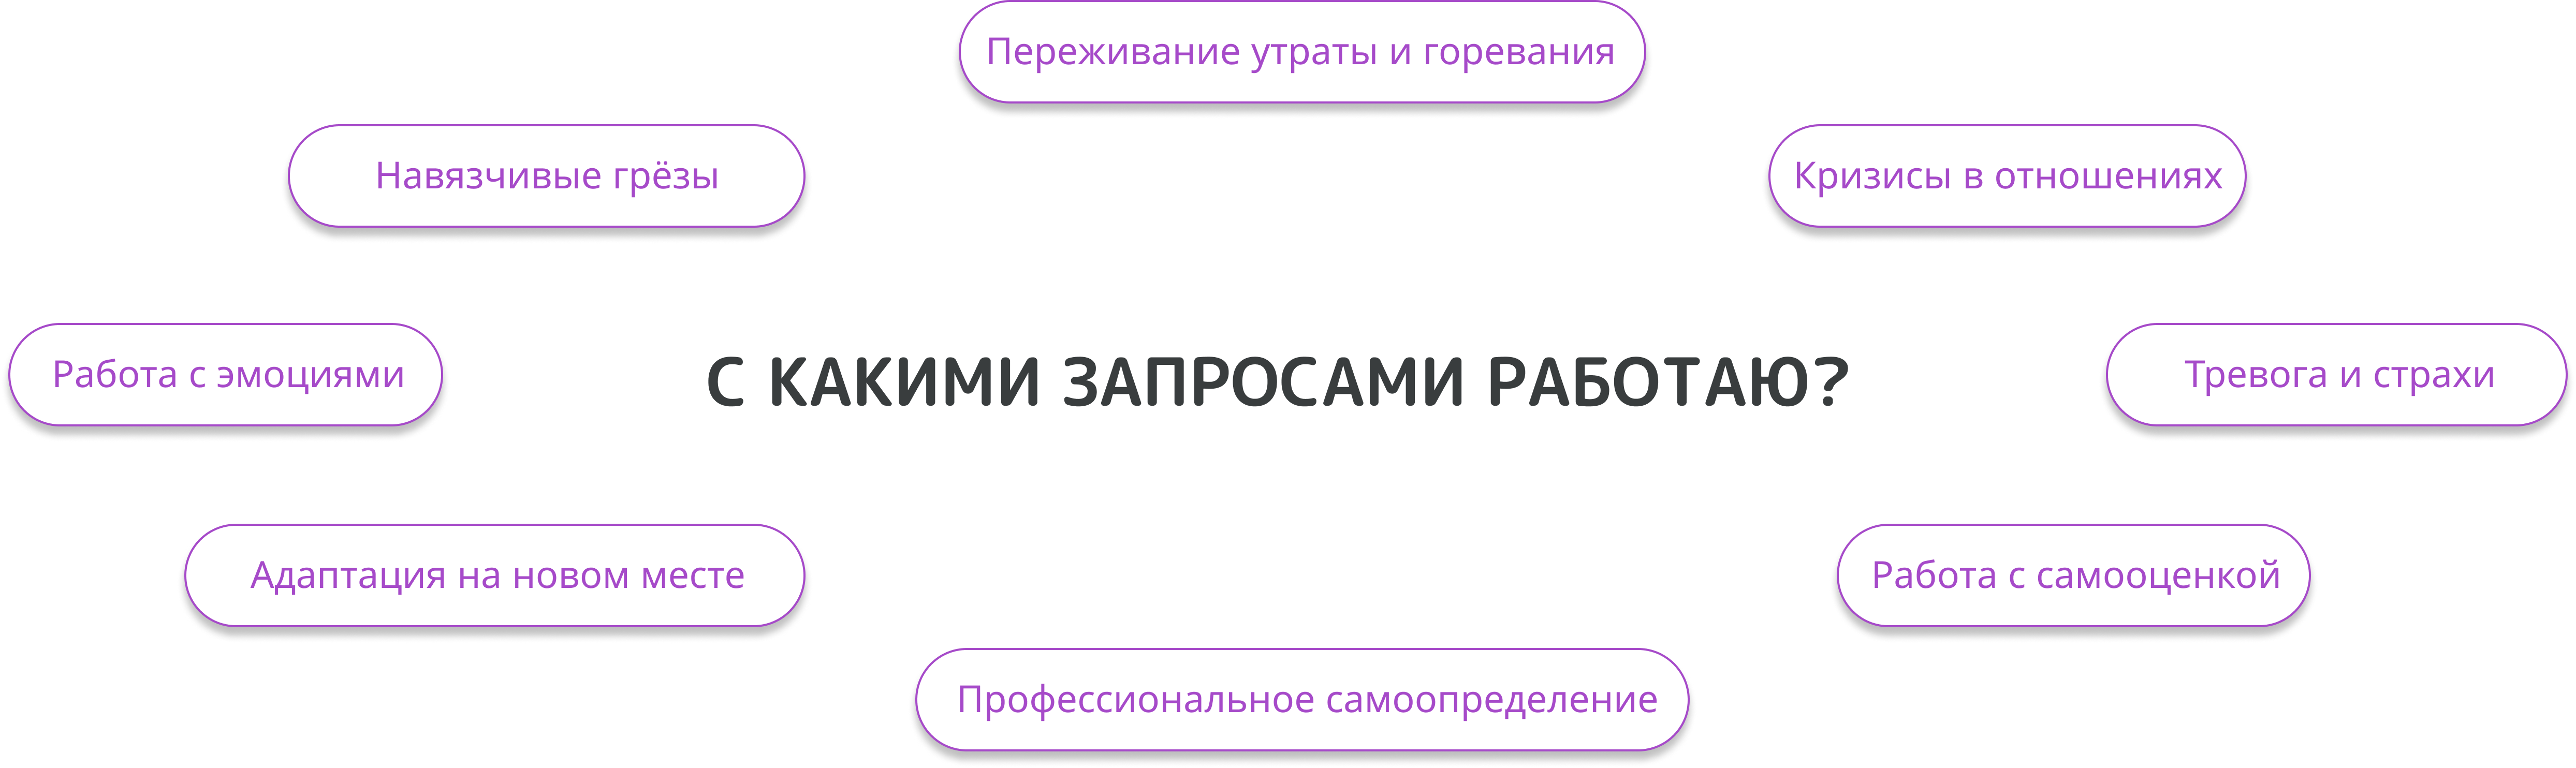 Переживание утраты и горевания
Навязчивые грёзы
Кризисы в отношениях
Работа с эмоциями
С КАКИМИ ЗАПРОСАМИ РАБОТАЮ?
Тревога и страхи
Адаптация на новом месте
Работа с самооценкой
Профессиональное самоопределение